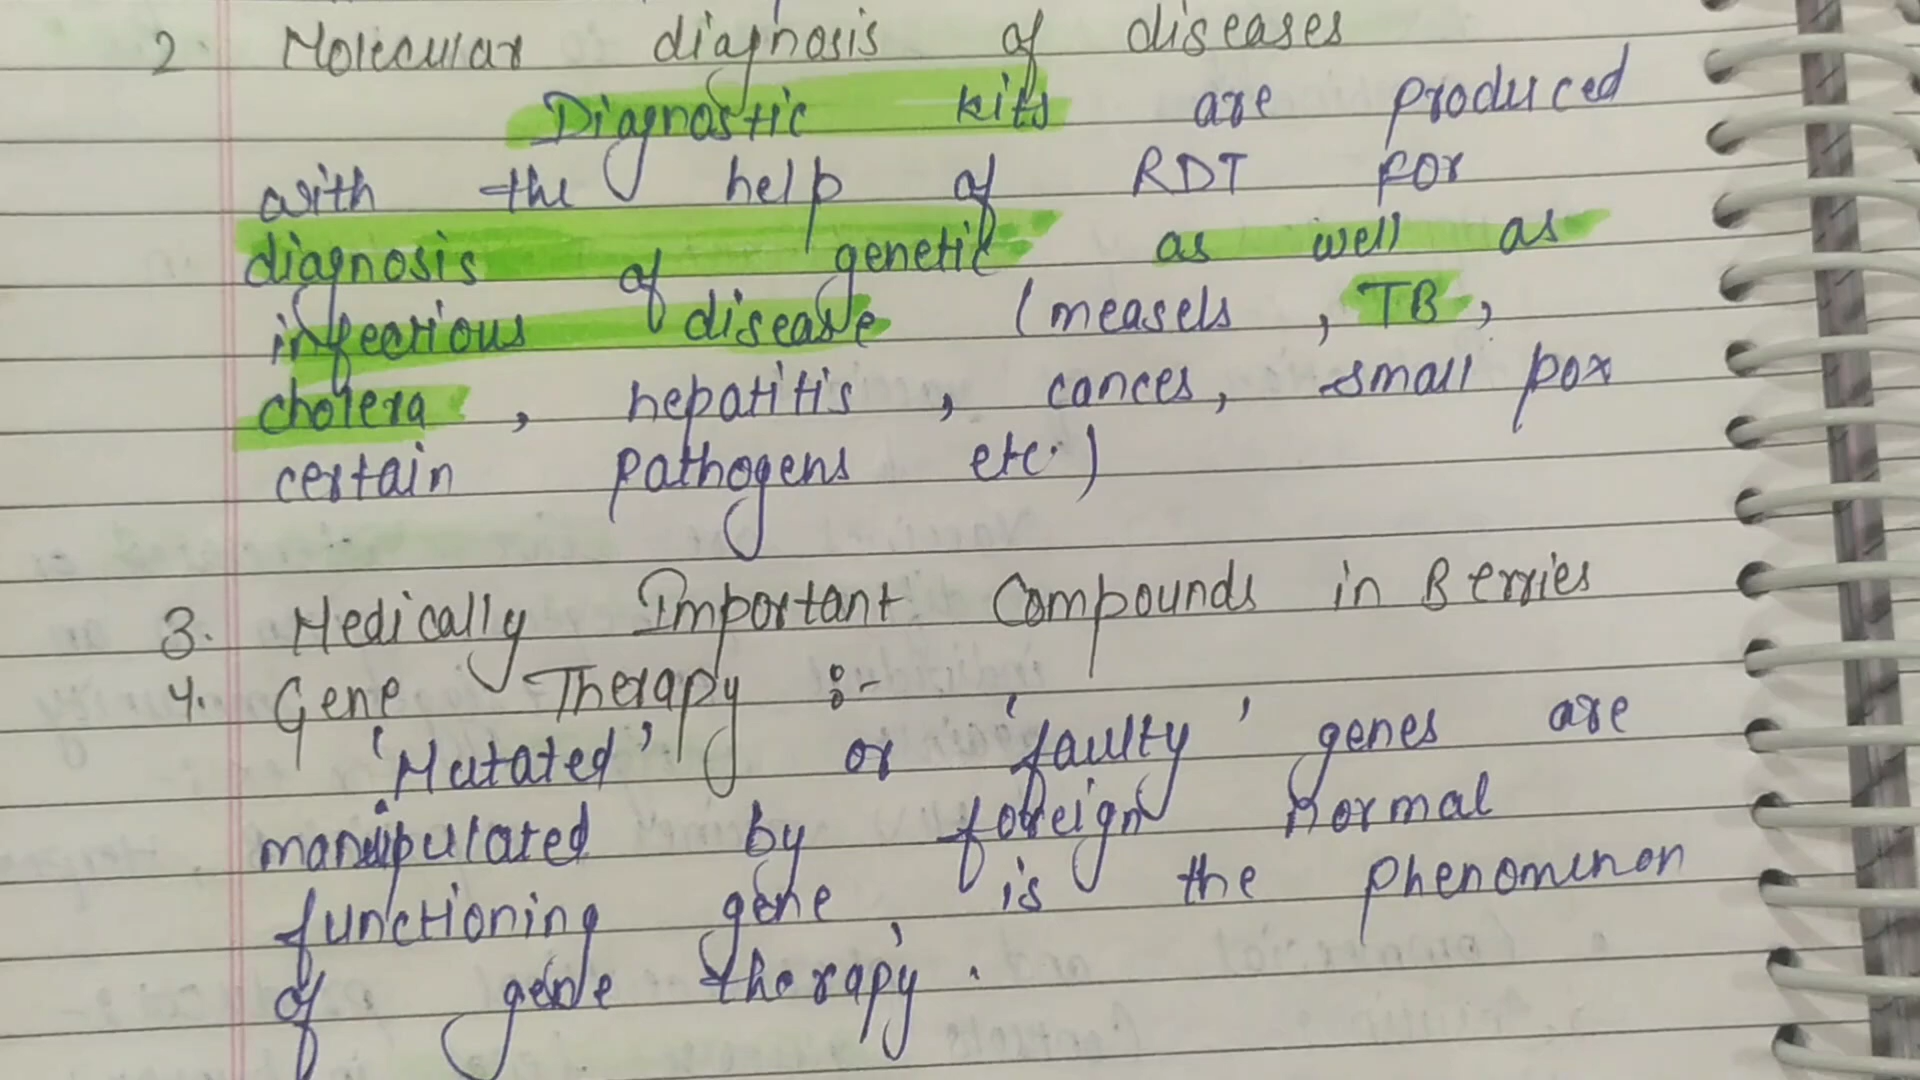 2. Molecular diagnosis of diseases
Diagnostic kits are produced
with the help of RDT for
diagnosis of genetic as well as
infectious disease (measels, TB,
cholera, hepatitis, cancer, small pox
certain pathogens etc.)
3. Medically Important Compounds in Berries
4. Gene Therapy :-
'Mutated' or 'faulty' genes are
manipulated by foreign normal
functioning gene, is the phenomenon
of gene therapy.